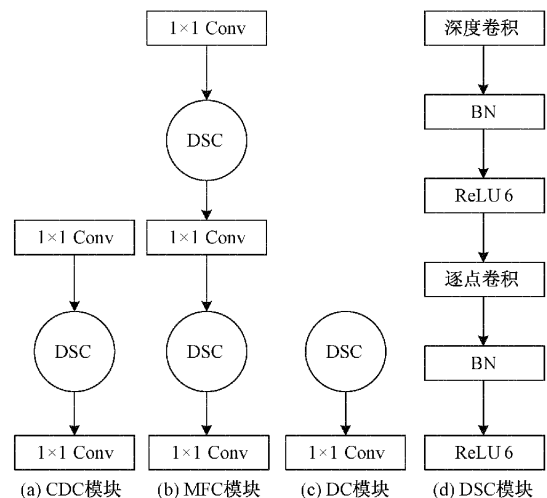 1×1 Conv
DSC
1×1 Conv
DSC
1×1 Conv
(a) CDC模块
1×1 Conv
DSC
1×1 Conv
(b) MFC模块
DSC
1×1 Conv
(c) DC模块
深度卷积
BN
ReLU 6
逐点卷积
BN
ReLU 6
(d) DSC模块